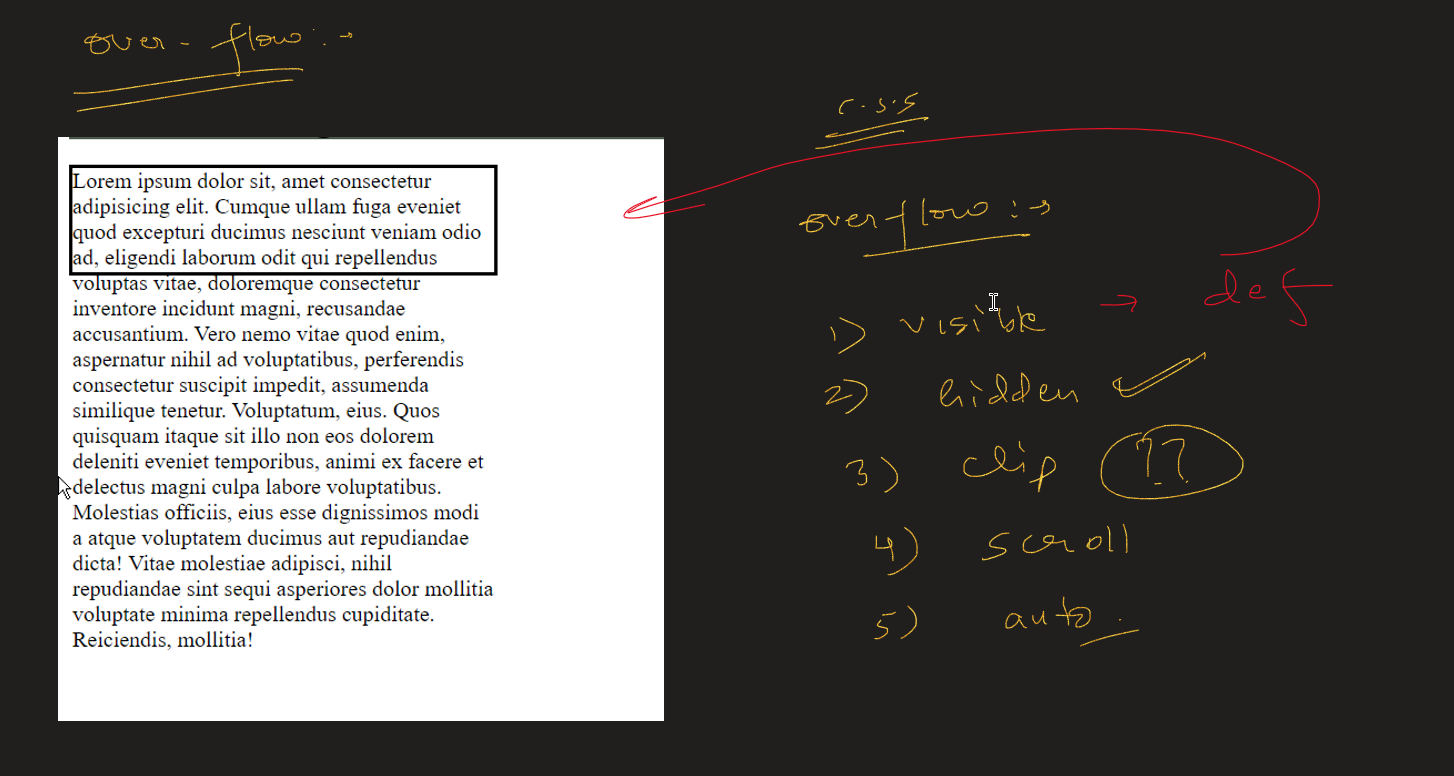 over - flow : →
Lorem ipsum dolor sit, amet consectetur
adipisicing elit. Cumque ullam fuga eveniet
quod excepturi ducimus nesciunt veniam odio
ad, eligendi laborum odit qui repellendus
voluptas vitae, doloremque consectetur
inventore incidunt magni, recusandae
accusantium. Vero nemo vitae quod enim,
aspernatur nihil ad voluptatibus, perferendis
consectetur suscipit impedit, assumenda
similique tenetur. Voluptatum, eius. Quos
quisquam itaque sit illo non eos dolorem
deleniti eveniet temporibus, animi ex facere et
delectus magni culpa labore voluptatibus.
Molestias officiis, eius esse dignissimos modi
a atque voluptatem ducimus aut repudiandae
dicta! Vitae molestiae adipisci, nihil
repudiandae sint sequi asperiores dolor mollitia
voluptate minima repellendus cupiditate.
Reiciendis, mollitia!
C.S.S
overflow : →
1) visible → def
2) hidden ✓
3) clip ??
4) scroll
5) auto.